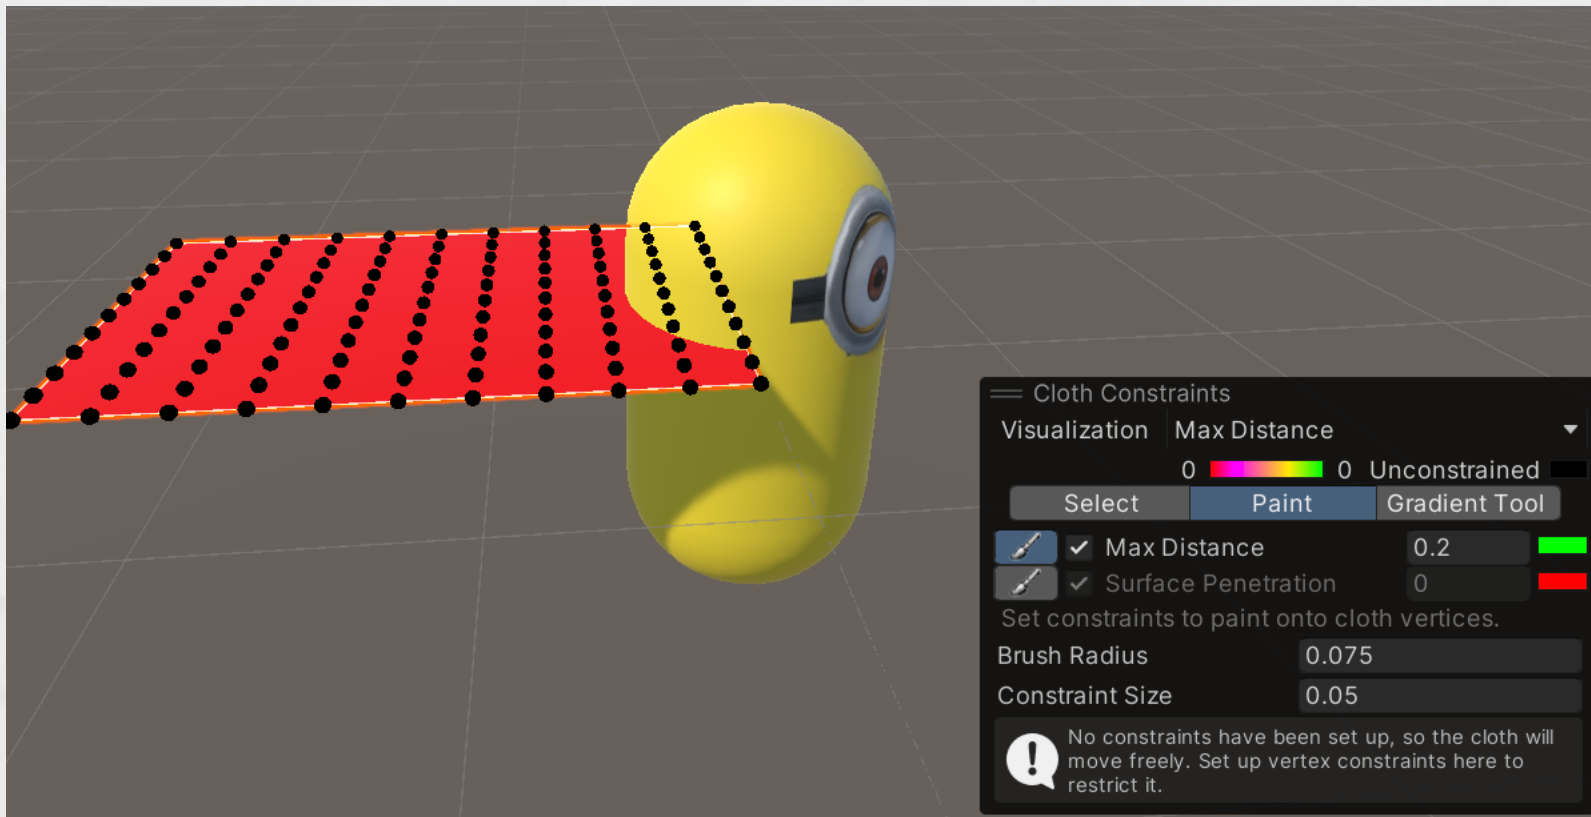 Cloth Constraints
Visualization Max Distance
0 0 Unconstrained
Select Paint Gradient Tool
Max Distance 0.2
Surface Penetration 0
Set constraints to paint onto cloth vertices.
Brush Radius 0.075
Constraint Size 0.05
No constraints have been set up, so the cloth will
move freely. Set up vertex constraints here to
restrict it.